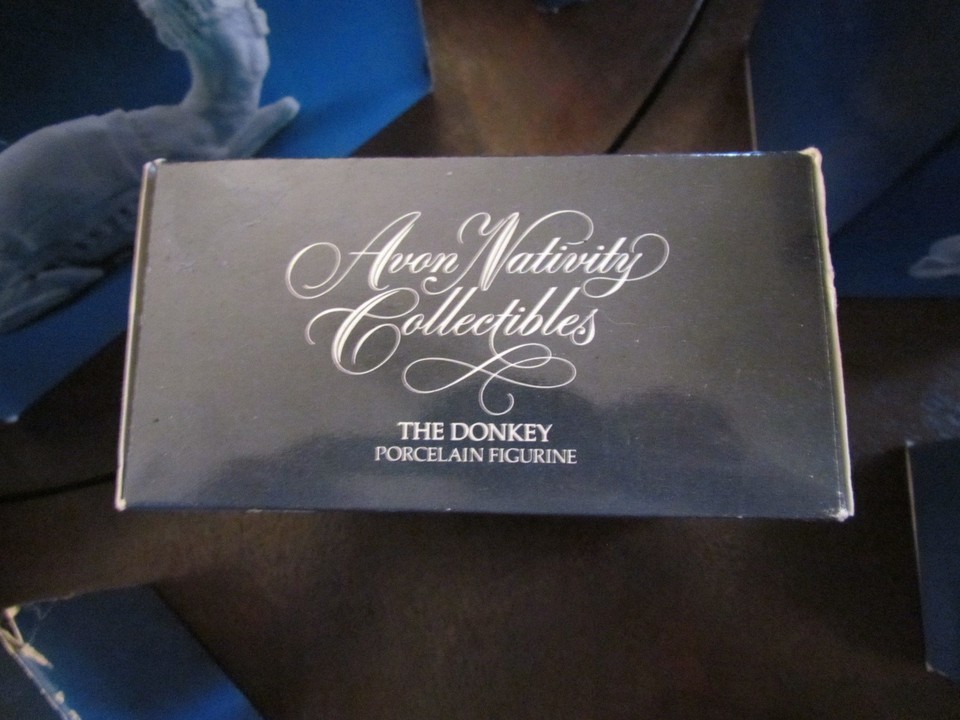 Avon Nativity
Collectibles
THE DONKEY
PORCELAIN FIGURINE